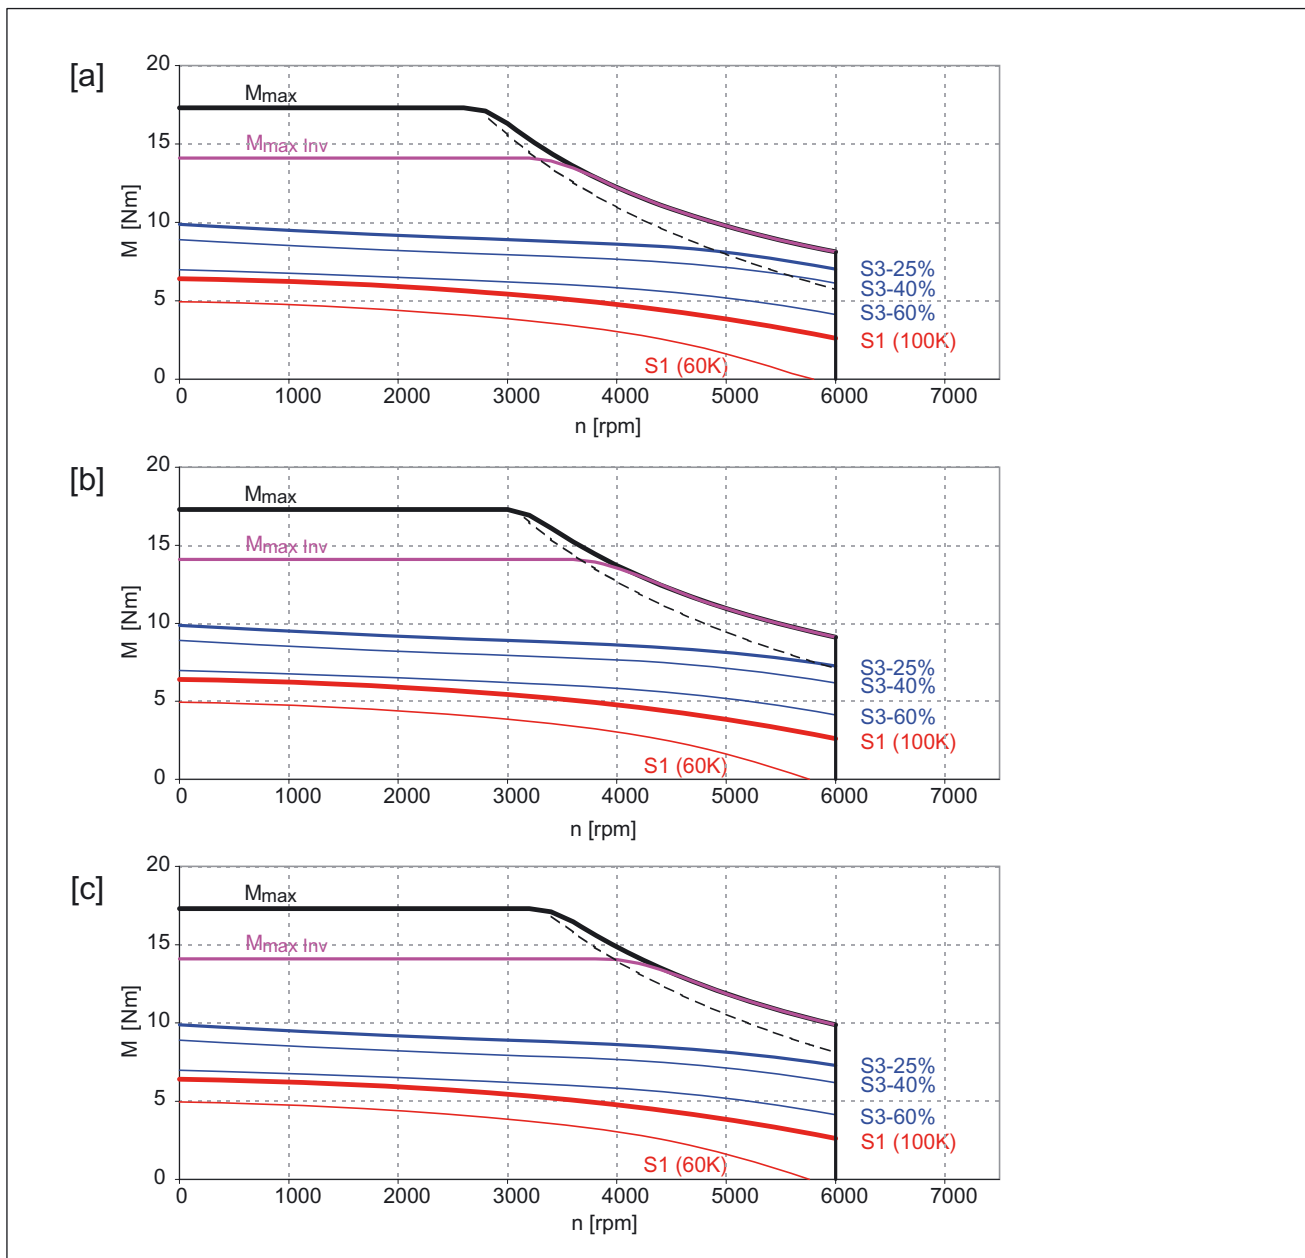 [a]
20
15
10
5
0
M [Nm]
Mmax
Mmax Inv
S3-25%
S3-40%
S3-60%
S1 (100K)
S1 (60K)
0 1000 2000 3000 4000 5000 6000 7000
n [rpm]
[b]
20
15
10
5
0
M [Nm]
Mmax
Mmax Inv
S3-25%
S3-40%
S3-60%
S1 (100K)
S1 (60K)
0 1000 2000 3000 4000 5000 6000 7000
n [rpm]
[c]
20
15
10
5
0
M [Nm]
Mmax
Mmax Inv
S3-25%
S3-40%
S3-60%
S1 (100K)
S1 (60K)
0 1000 2000 3000 4000 5000 6000 7000
n [rpm]